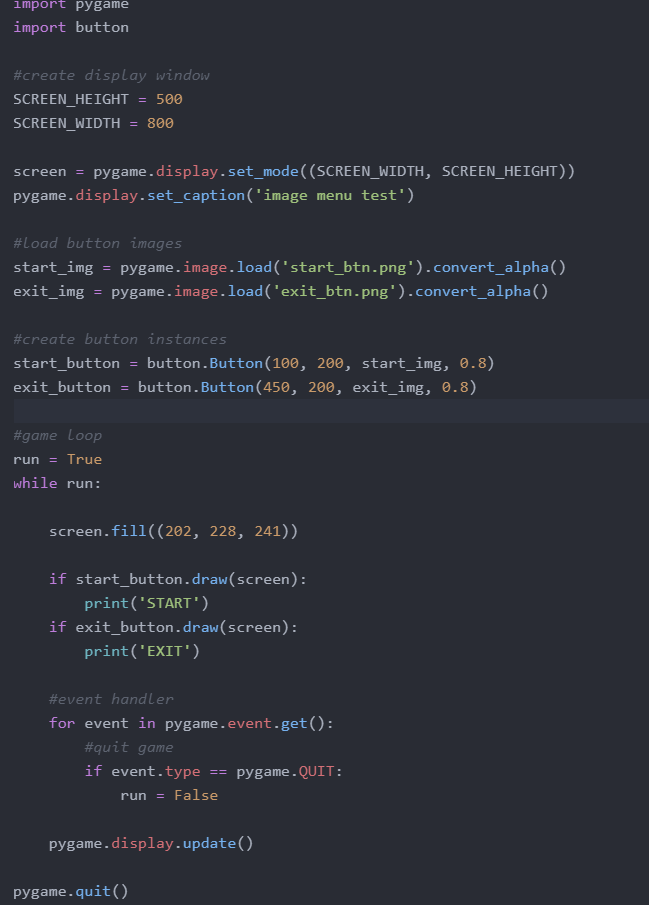 import pygame
import button

#create display window
SCREEN_HEIGHT = 500
SCREEN_WIDTH = 800

screen = pygame.display.set_mode((SCREEN_WIDTH, SCREEN_HEIGHT))
pygame.display.set_caption('image menu test')

#load button images
start_img = pygame.image.load('start_btn.png').convert_alpha()
exit_img = pygame.image.load('exit_btn.png').convert_alpha()

#create button instances
start_button = button.Button(100, 200, start_img, 0.8)
exit_button = button.Button(450, 200, exit_img, 0.8)

#game loop
run = True
while run:

    screen.fill((202, 228, 241))

    if start_button.draw(screen):
        print('START')
    if exit_button.draw(screen):
        print('EXIT')

    #event handler
    for event in pygame.event.get():
        #quit game
        if event.type == pygame.QUIT:
            run = False

    pygame.display.update()

pygame.quit()